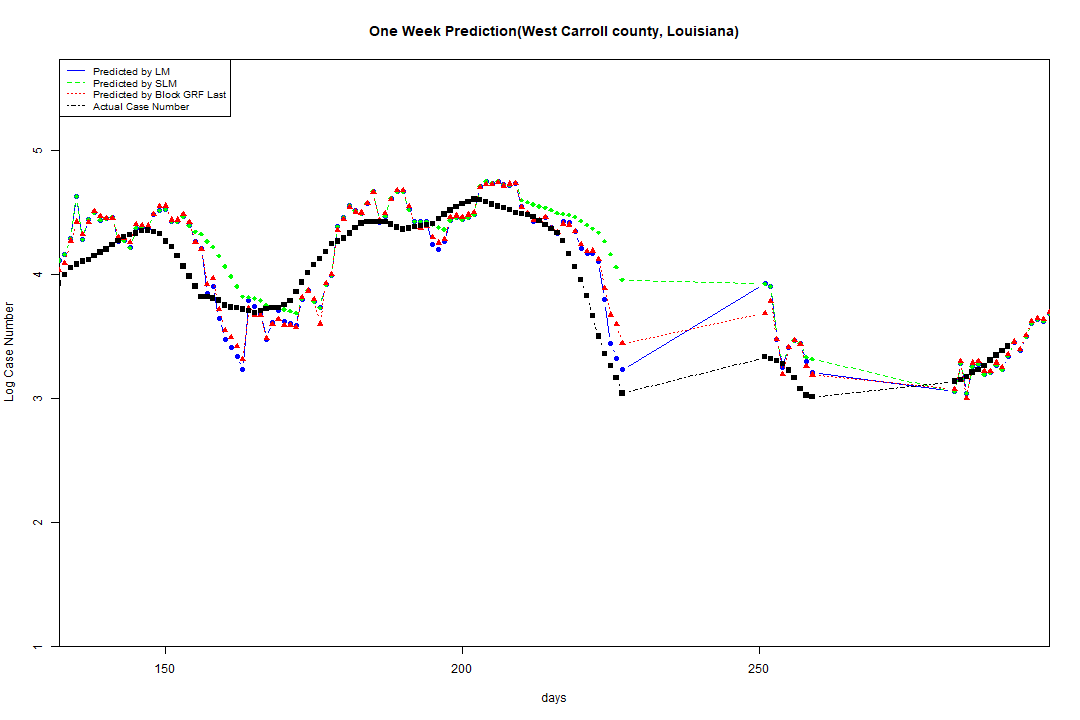 One Week Prediction(West Carroll county, Louisiana)
Predicted by LM
Predicted by SLM
Predicted by Block GRF Last
Actual Case Number
Log Case Number
5
4
3
2
1
150
200
250
days